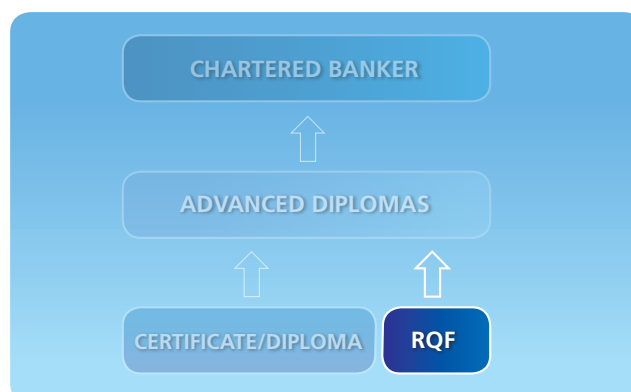 CHARTERED BANKER
ADVANCED DIPLOMAS
CERTIFICATE/DIPLOMA
RQF